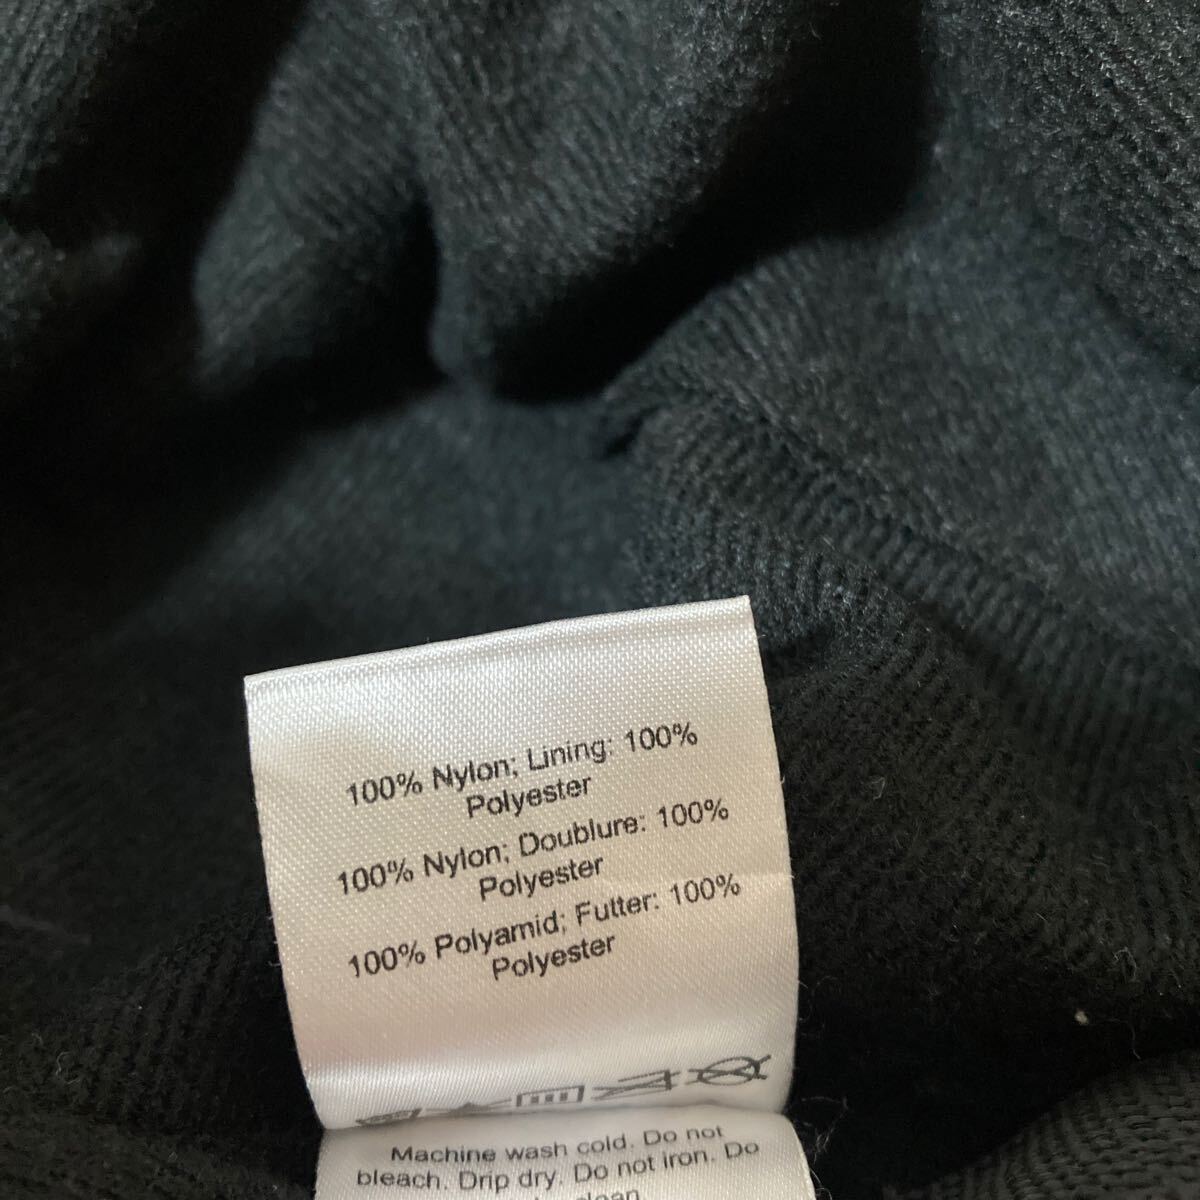 100% Nylon; Lining: 100%
Polyester
100% Nylon; Doublure: 100%
Polyester
100% Polyamid; Futter: 100%
Polyester
Machine wash cold. Do not
bleach. Drip dry. Do not iron. Do
clean.